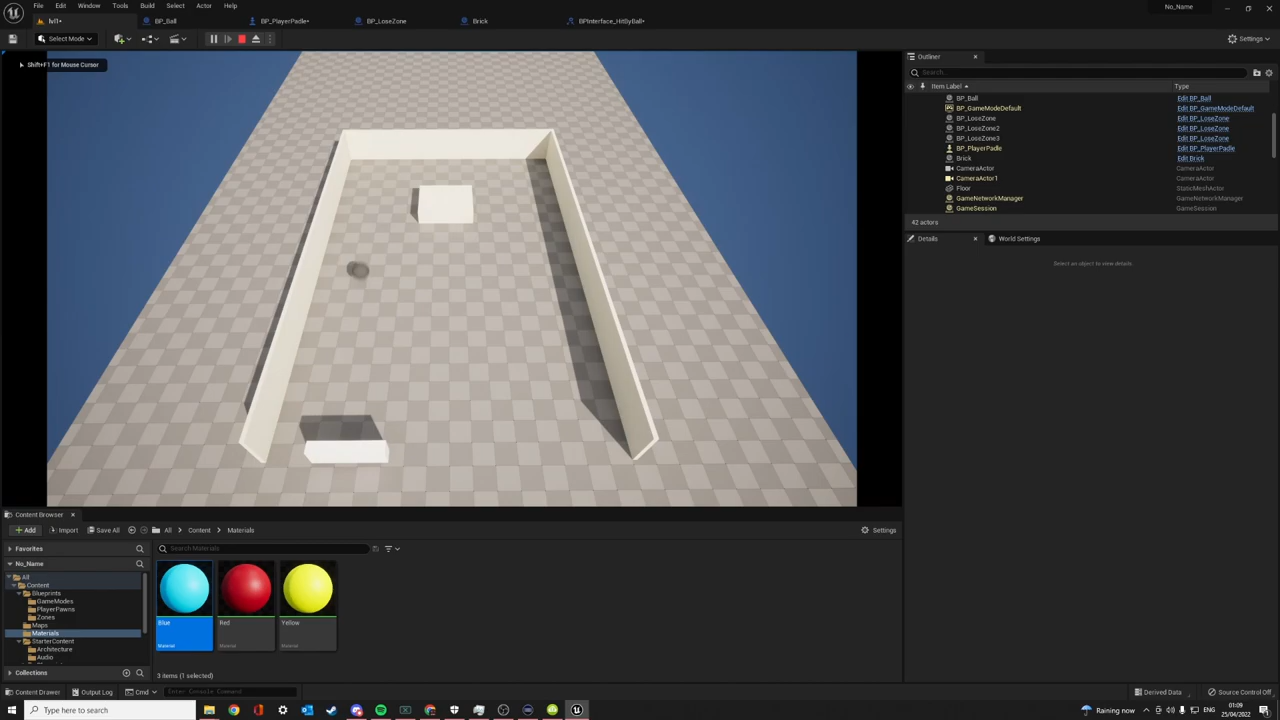 File Edit Window Tools Build Select Actor Help
No_Name
lvl1*
BP_Ball
BP_PlayerPadle*
BP_LoseZone
Brick
BPInterface_HitByBall*
Select Mode
Settings
Shift+F1 for Mouse Cursor
Outliner
Search...
Item Label
Type
BP_Ball Edit BP_Ball
BP_GameModeDefault Edit BP_GameModeDefault
BP_LoseZone Edit BP_LoseZone
BP_LoseZone2 Edit BP_LoseZone
BP_LoseZone3 Edit BP_LoseZone
BP_PlayerPadle Edit BP_PlayerPadle
Brick Edit Brick
CameraActor CameraActor
CameraActor1 CameraActor
Floor StaticMeshActor
GameNetworkManager GameNetworkManager
GameSession GameSession
42 actors
Details
World Settings
Select an object to view details.
Content Browser
Add
Import
Save All
All
Content
Materials
Settings
Favorites
No_Name
All
Content
Blueprints
GameModes
PlayerPawns
Zones
Maps
Materials
StarterContent
Architecture
Audio
Collections
Search Materials
Blue
Material
Red
Material
Yellow
Material
3 items (1 selected)
Content Drawer
Output Log
Cmd
Enter Console Command
Derived Data
Source Control Off
Type here to search
Raining now
ENG
01:09
25/04/2022